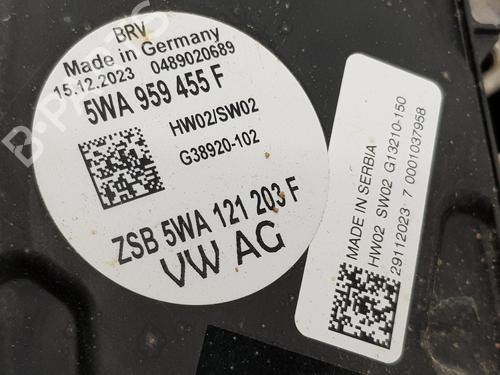 BRV
Made in Germany
15.12.2023 0489020689
5WA 959 455 F
HW02/SW02
G38920-102
ZSB 5WA 121 203 F
VW AG
MADE IN SERBIA
HW02 SW02 G13210-150
29112023 7 0001037958
B-PARTS